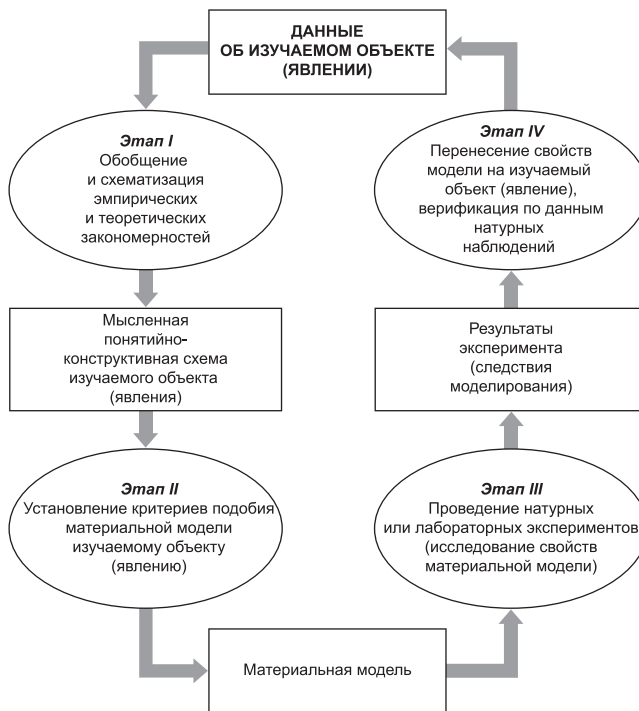 ДАННЫЕ
ОБ ИЗУЧАЕМОМ ОБЪЕКТЕ
(ЯВЛЕНИИ)
Этап I
Обобщение
и схематизация
эмпирических
и теоретических
закономерностей
Мысленная
понятийно-
конструктивная схема
изучаемого объекта
(явления)
Этап II
Установление критериев подобия
материальной модели
изучаемому объекту
(явлению)
Материальная модель
Этап III
Проведение натурных
или лабораторных экспериментов
(исследование свойств
материальной модели)
Результаты
эксперимента
(следствия
моделирования)
Этап IV
Перенесение свойств
модели на изучаемый
объект (явление),
верификация по данным
натурных
наблюдений